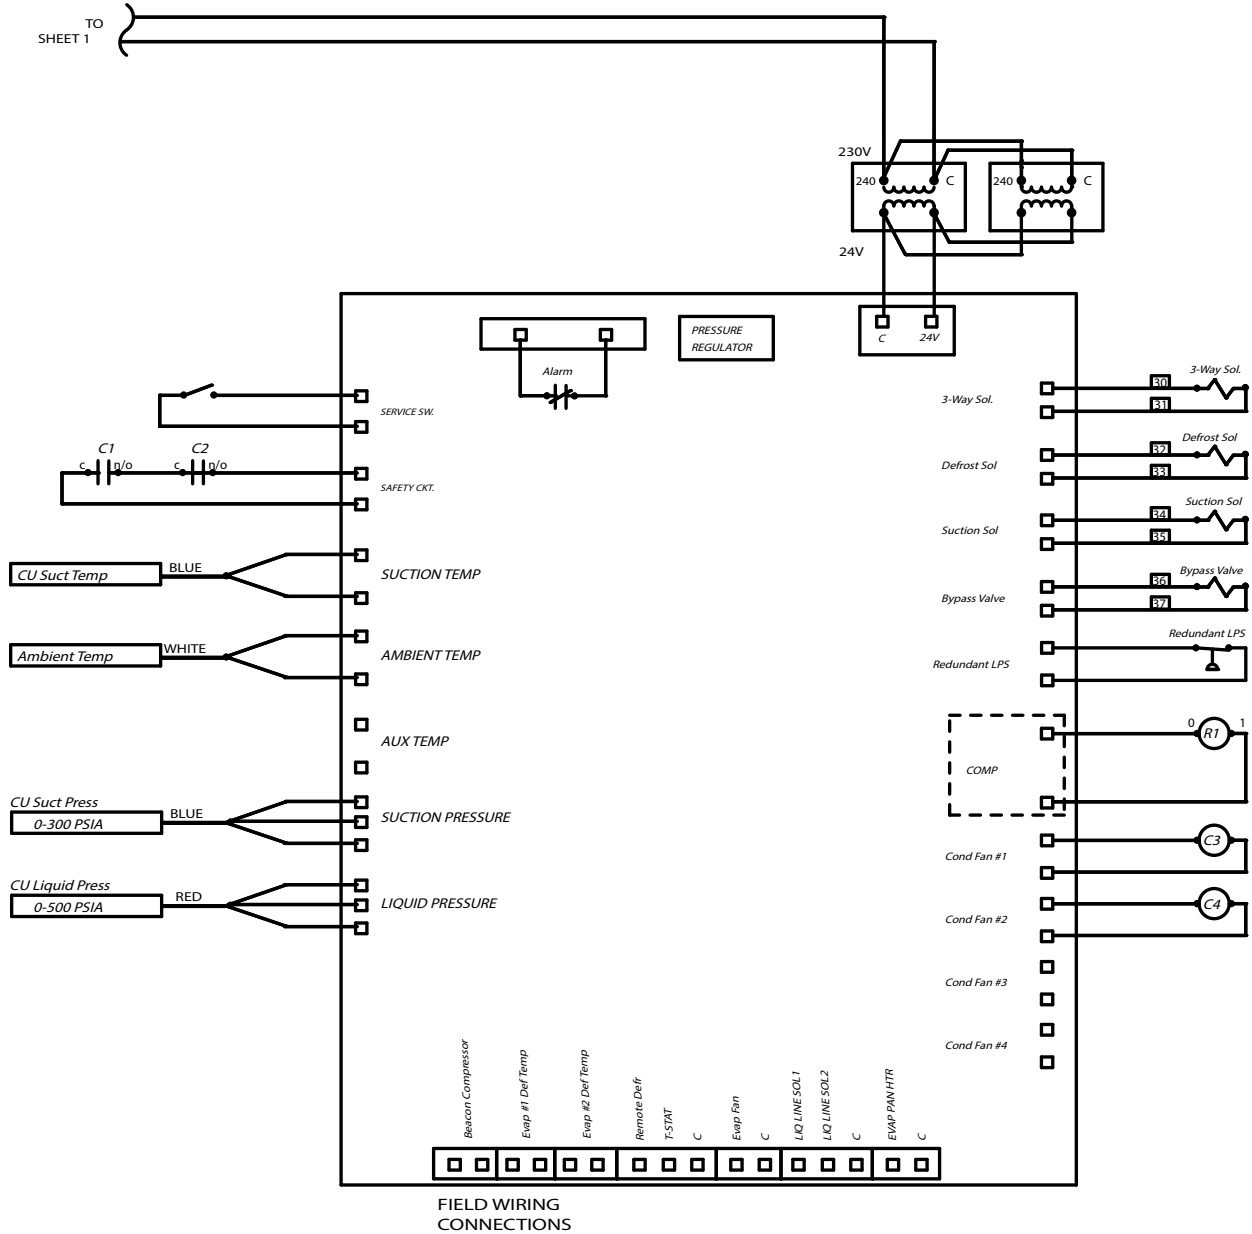 TO
SHEET 1
230V
240
C
240
C
24V
C
24V
PRESSURE
REGULATOR
Alarm
SERVICE SW.
C1
C2
c
n/o
c
n/o
SAFETY CKT.
CU Suct Temp
BLUE
SUCTION TEMP
Ambient Temp
WHITE
AMBIENT TEMP
AUX TEMP
CU Suct Press
0-300 PSIA
BLUE
SUCTION PRESSURE
CU Liquid Press
0-500 PSIA
RED
LIQUID PRESSURE
3-Way Sol.
30
31
3-Way Sol.
Defrost Sol
32
33
Defrost Sol
Suction Sol
34
35
Suction Sol
Bypass Valve
36
37
Bypass Valve
Redundant LPS
Redundant LPS
COMP
0
R1
1
Cond Fan #1
C3
Cond Fan #2
C4
Cond Fan #3
Cond Fan #4
Beacon Compressor
Evap #1 Def Temp
Evap #2 Def Temp
Remote Defr
T-STAT
C
Evap Fan
C
LIQ LINE SOL1
LIQ LINE SOL2
C
EVAP PAN HTR
C
FIELD WIRING
CONNECTIONS